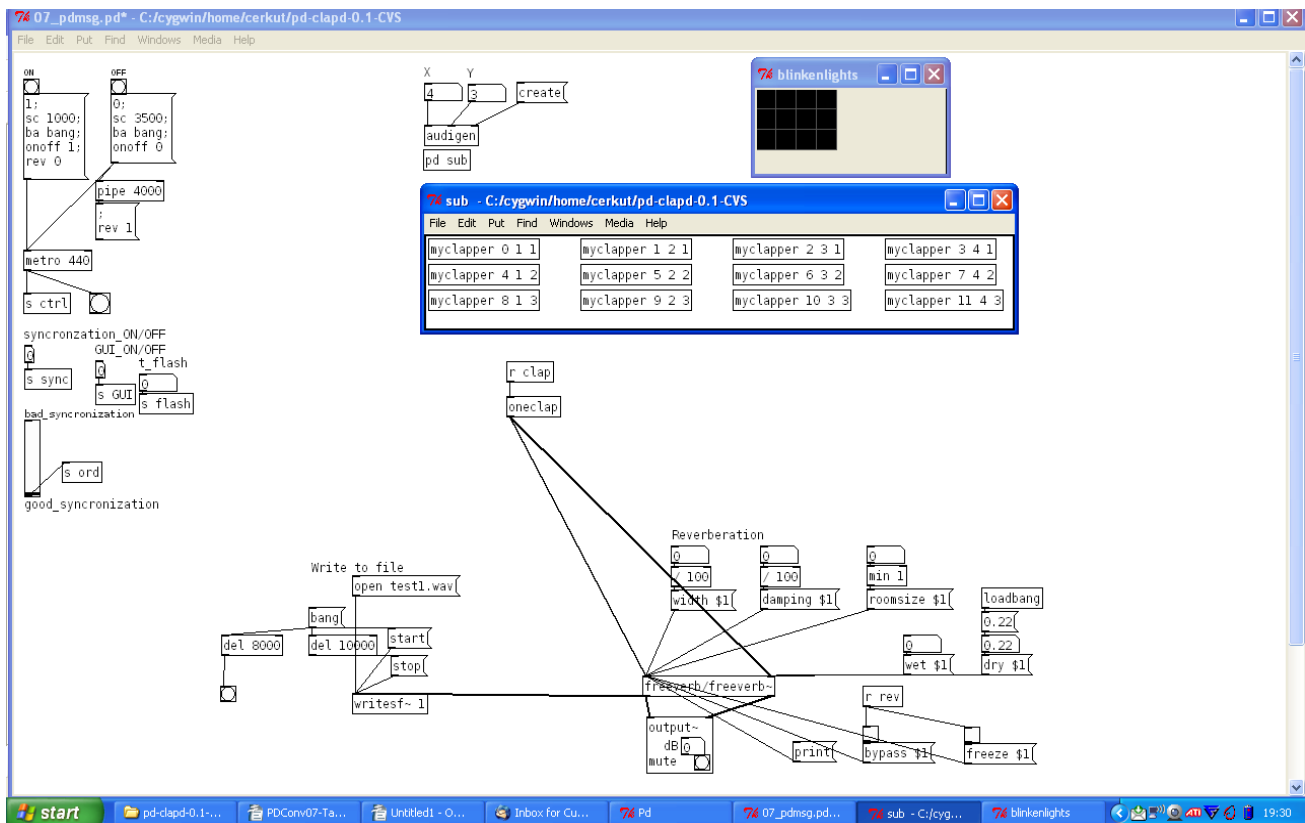 07_pdmsg.pd* - C:/cygwin/home/cerkut/pd-clapd-0.1-CVS
File Edit Put Find Windows Media Help
ON
OFF
1;
sc 1000;
ba bang;
onoff 1;
rev 0
0;
sc 3500;
ba bang;
onoff 0
pipe 4000
;
rev 1
metro 440
s ctrl
X
Y
4
3
create
audigen
pd sub
blinkenlights
sub - C:/cygwin/home/cerkut/pd-clapd-0.1-CVS
File Edit Put Find Windows Media Help
myclapper 0 1 1
myclapper 1 2 1
myclapper 2 3 1
myclapper 3 4 1
myclapper 4 1 2
myclapper 5 2 2
myclapper 6 3 2
myclapper 7 4 2
myclapper 8 1 3
myclapper 9 2 3
myclapper 10 3 3
myclapper 11 4 3
syncronzation_ON/OFF
0
s sync
GUI_ON/OFF
0
s GUI
t_flash
0
s flash
bad_syncronization
s ord
good_syncronization
r clap
oneclap
Write to file
open test1.wav
bang
del 8000
del 10000
start
stop
writesf~ 1
Reverberation
0
0
0
/ 100
/ 100
min 1
width $1
damping $1
roomsize $1
loadbang
0.22
0
0.22
wet $1
dry $1
freeverb/freeverb~
r rev
output~
dB 0
mute
print
bypass $1
freeze $1
start
pd-clapd-0.1-...
PDConv07-Ta...
Untitled1 - O...
Inbox for Cu...
Pd
07_pdmsg.pd...
sub - C:/cyg...
blinkenlights
19:30